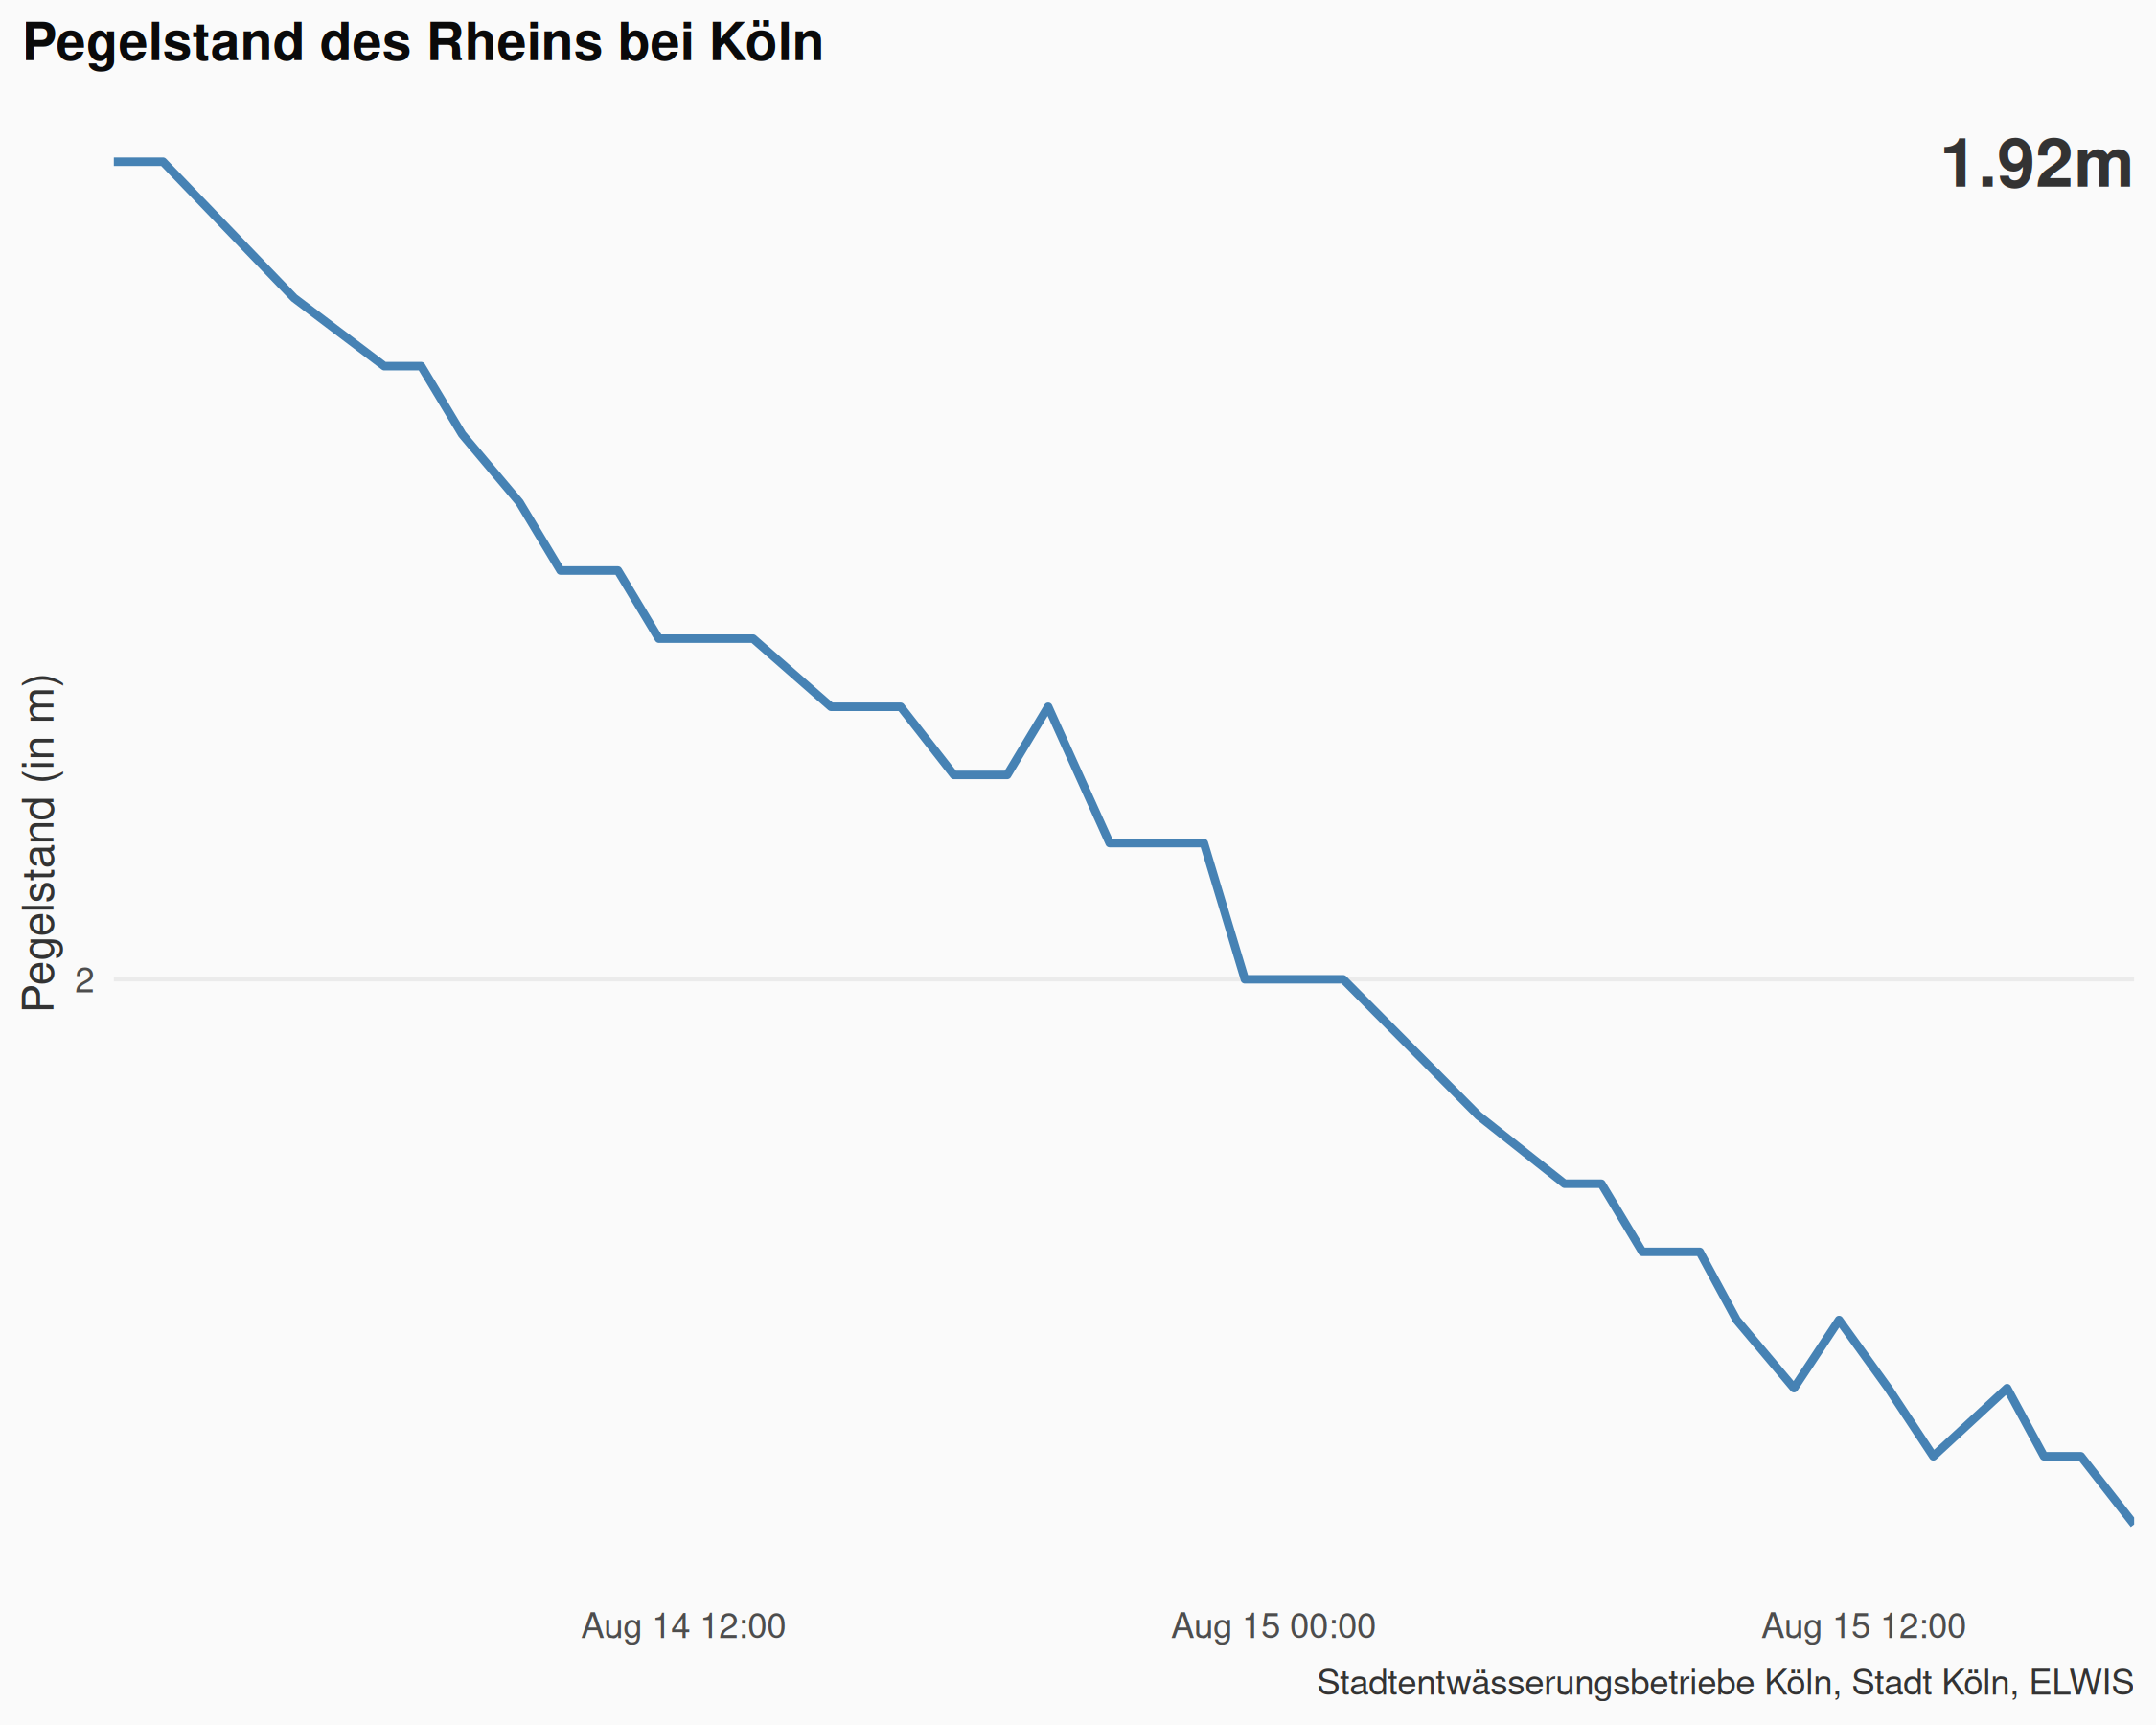 Pegelstand des Rheins bei Köln
1.92m
Pegelstand (in m)
2
Aug 14 12:00
Aug 15 00:00
Aug 15 12:00
Stadtentwässerungsbetriebe Köln, Stadt Köln, ELWIS